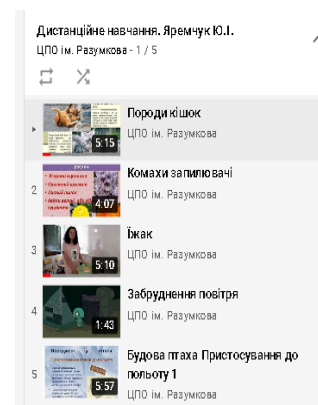 Дистанційне навчання. Яремчук Ю.І.
ЦПО ім. Разумкова - 1 / 5
Породи кішок
5:15
ЦПО ім. Разумкова
2
Комахи запилювачі
4:07
ЦПО ім. Разумкова
3
Їжак
5:10
ЦПО ім. Разумкова
4
Забруднення повітря
1:43
ЦПО ім. Разумкова
5
Будова птаха Пристосування до
польоту 1
5:57
ЦПО ім. Разумкова